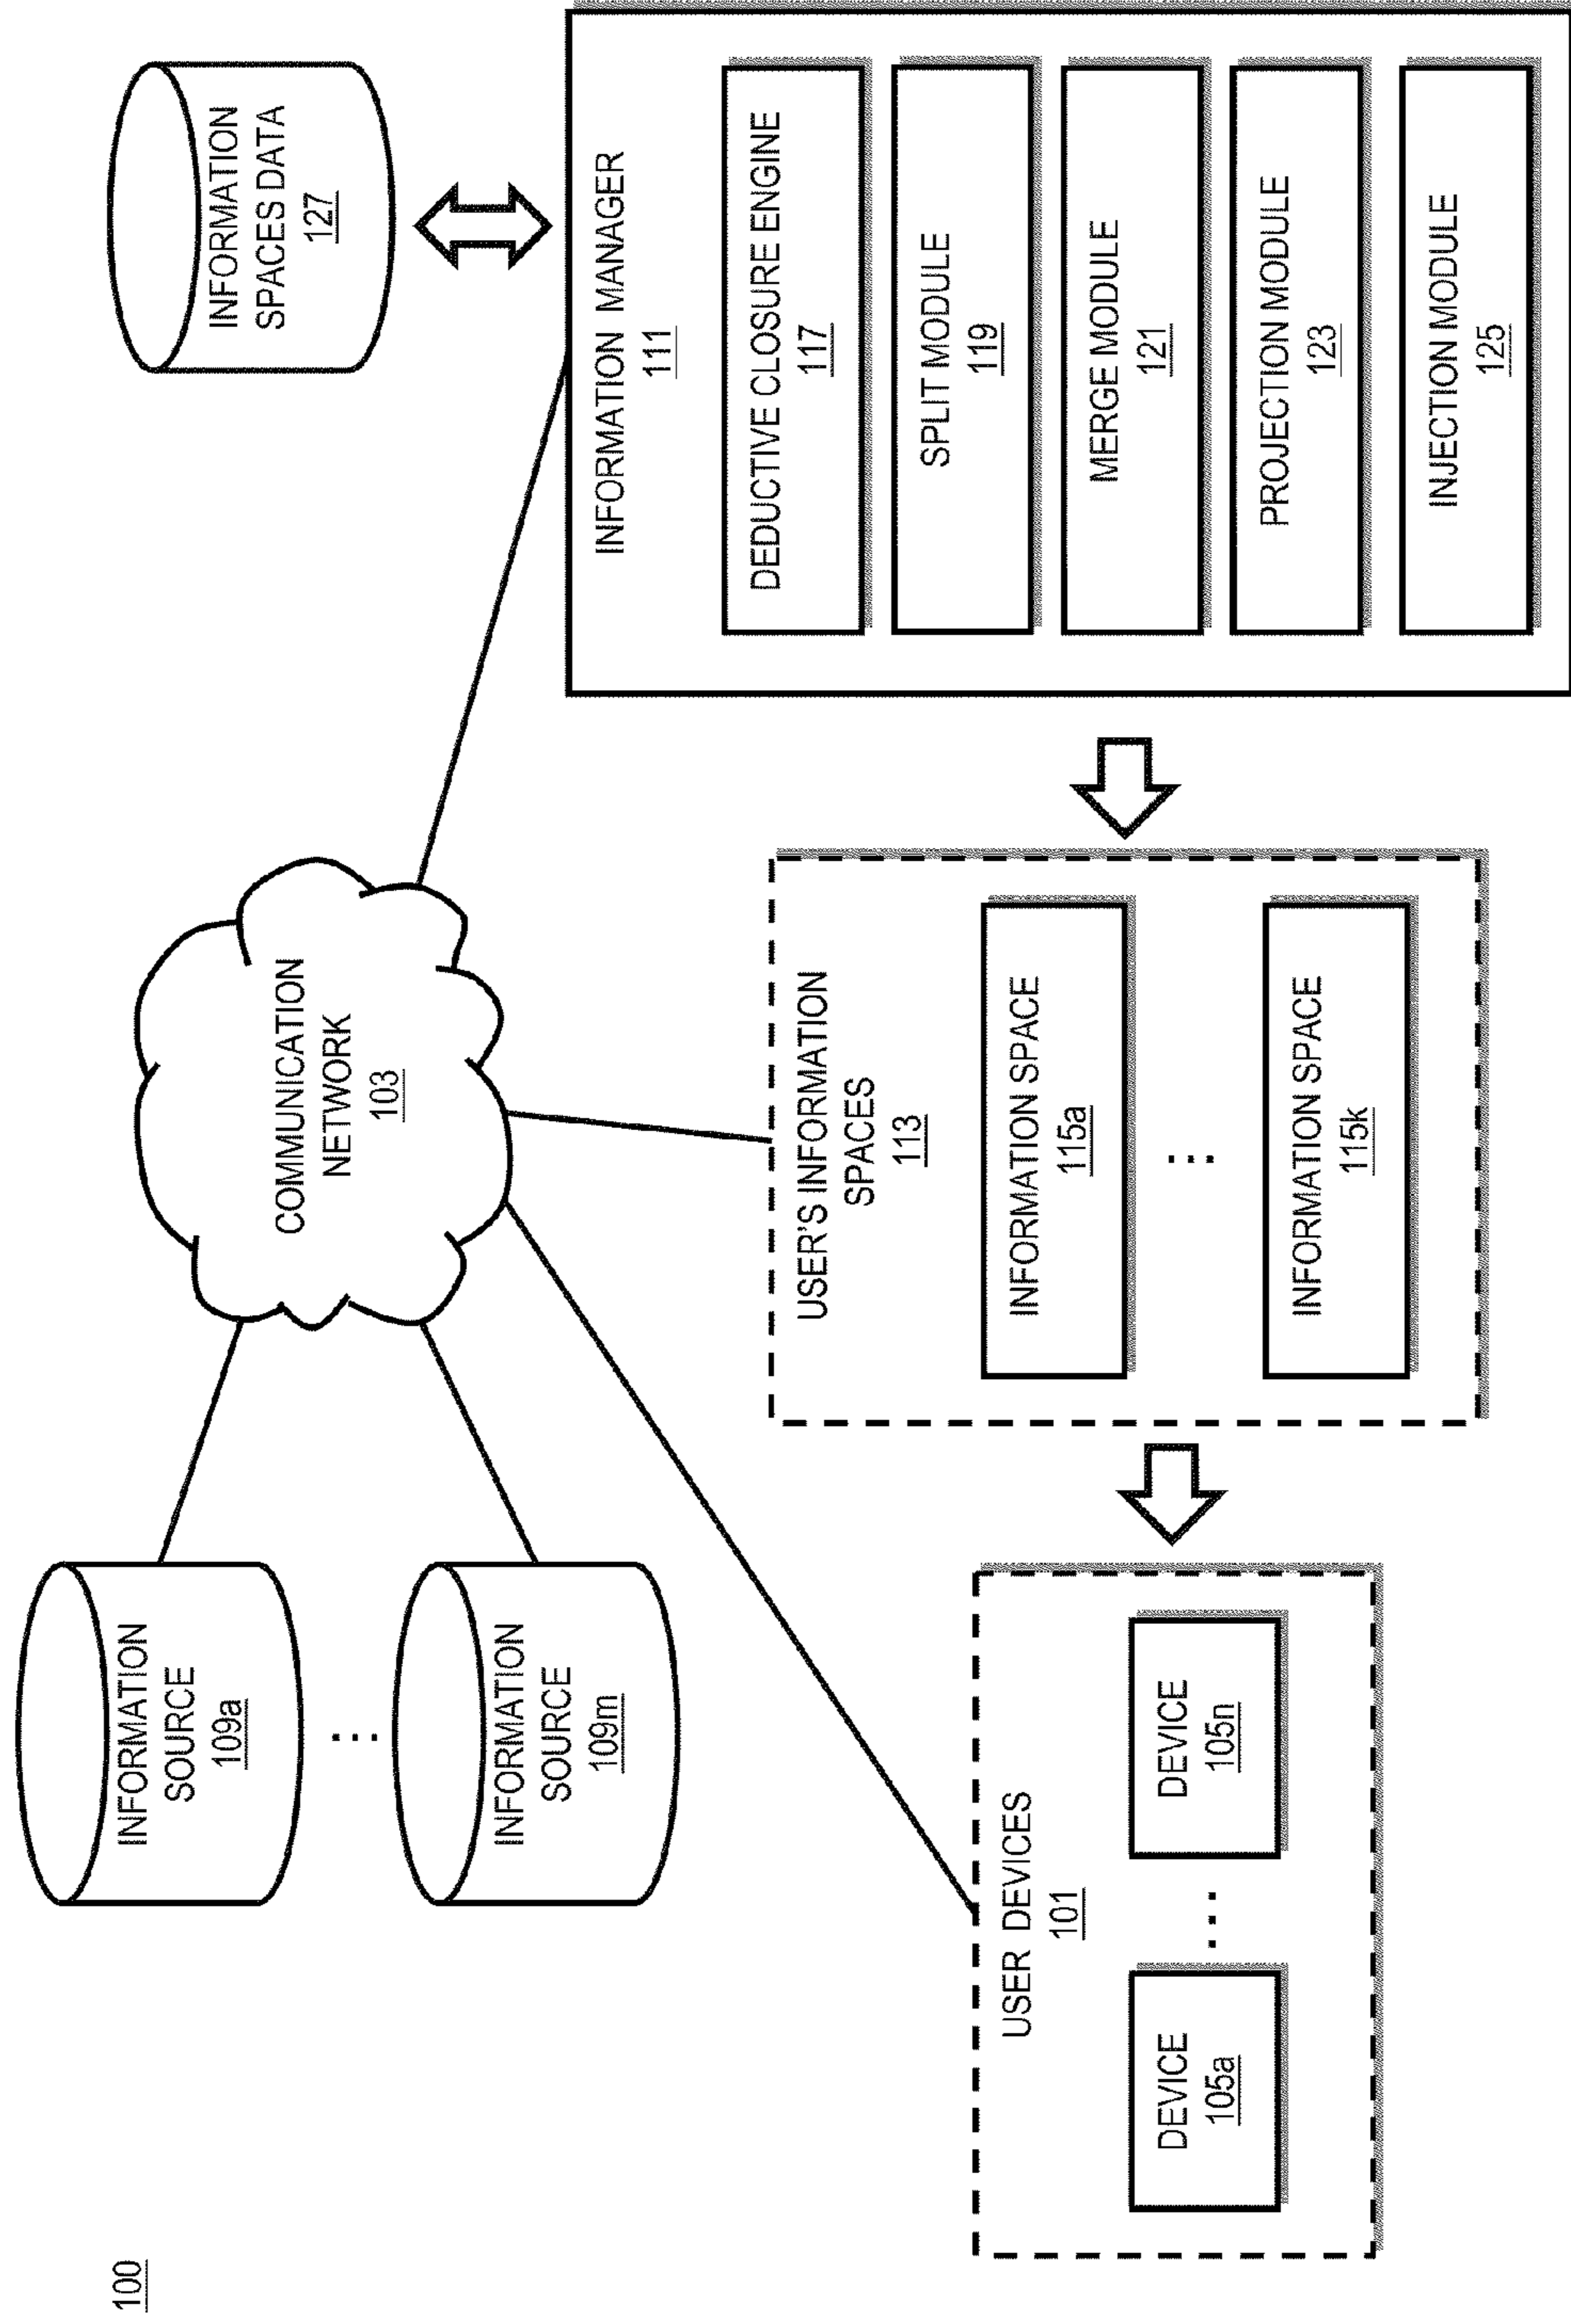 100
INFORMATION
SOURCE
109a
...
INFORMATION
SOURCE
109m
COMMUNICATION
NETWORK
103
INFORMATION
SPACES DATA
127
USER DEVICES
101
DEVICE
105a
...
DEVICE
105n
USER'S INFORMATION
SPACES
113
INFORMATION SPACE
115a
...
INFORMATION SPACE
115k
INFORMATION MANAGER
111
DEDUCTIVE CLOSURE ENGINE
117
SPLIT MODULE
119
MERGE MODULE
121
PROJECTION MODULE
123
INJECTION MODULE
125